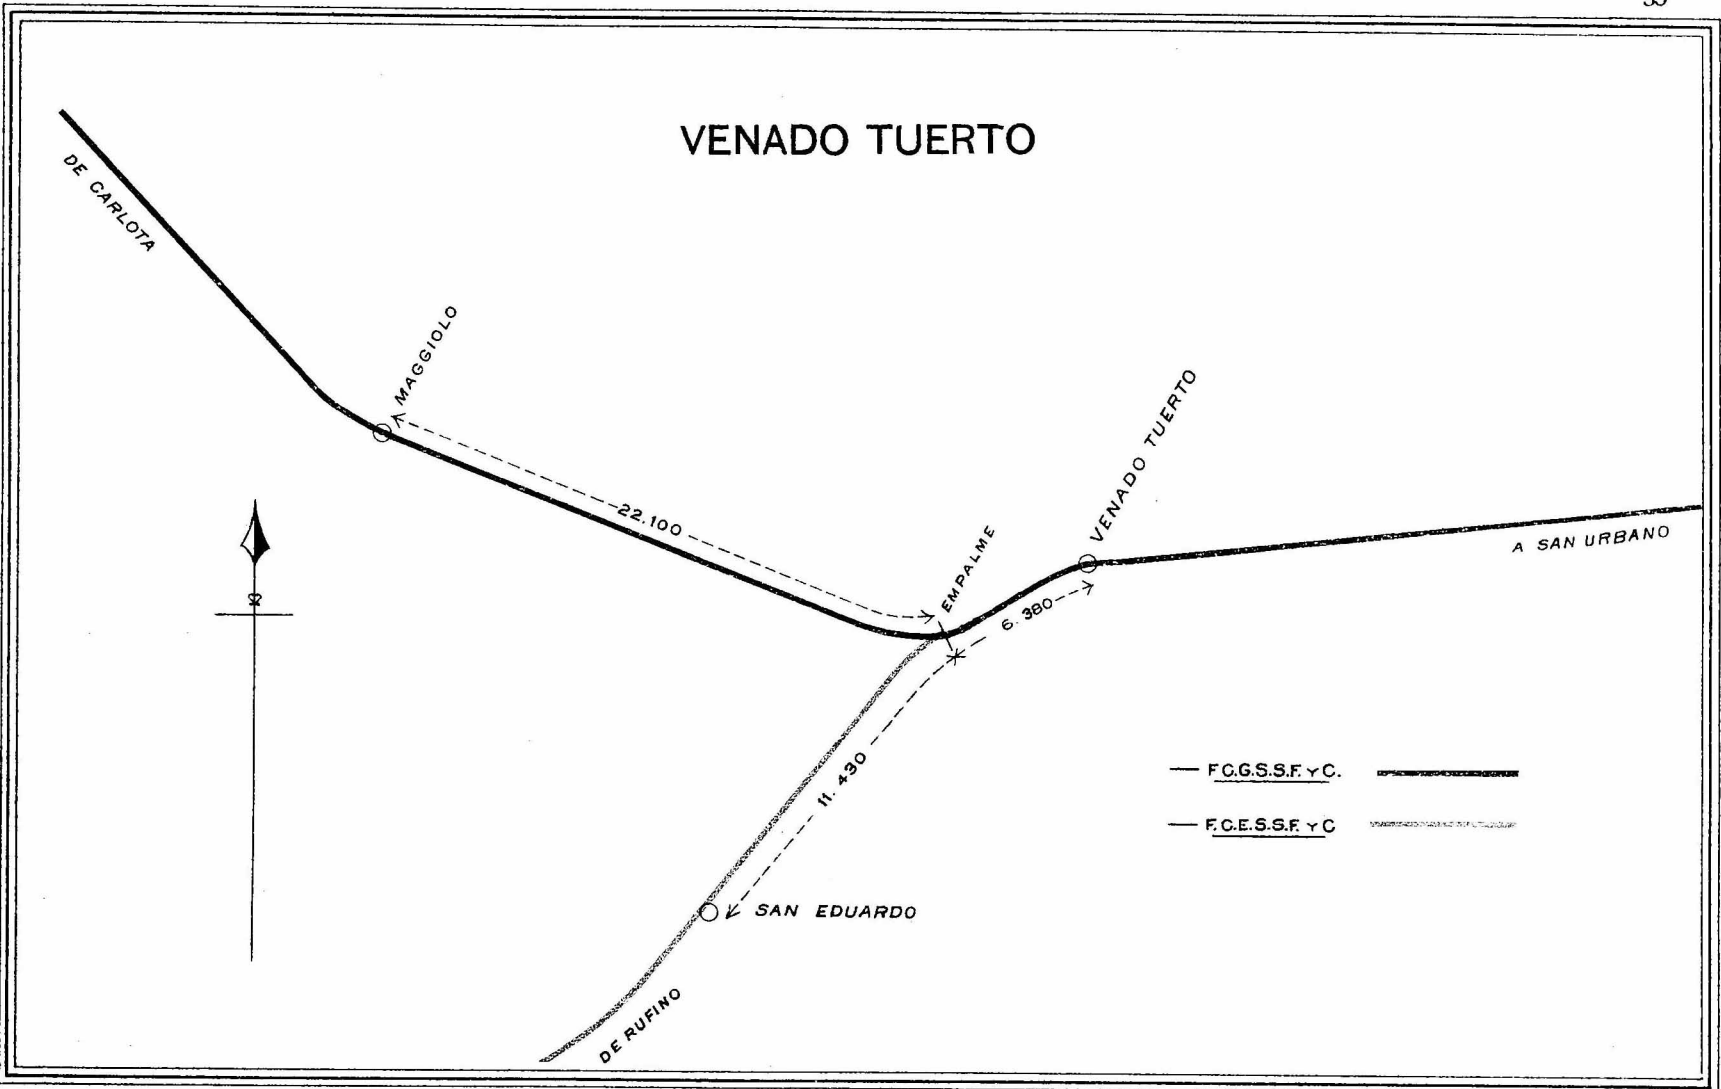 VENADO TUERTO
DE CARLOTA
MAGGIOLO
22.100
EMPALME
VENADO TUERTO
6.380
A SAN URBANO
11.430
F.C.G.S.S.F. Y C.
F.C.E.S.S.F. Y C
SAN EDUARDO
DE RUFINO